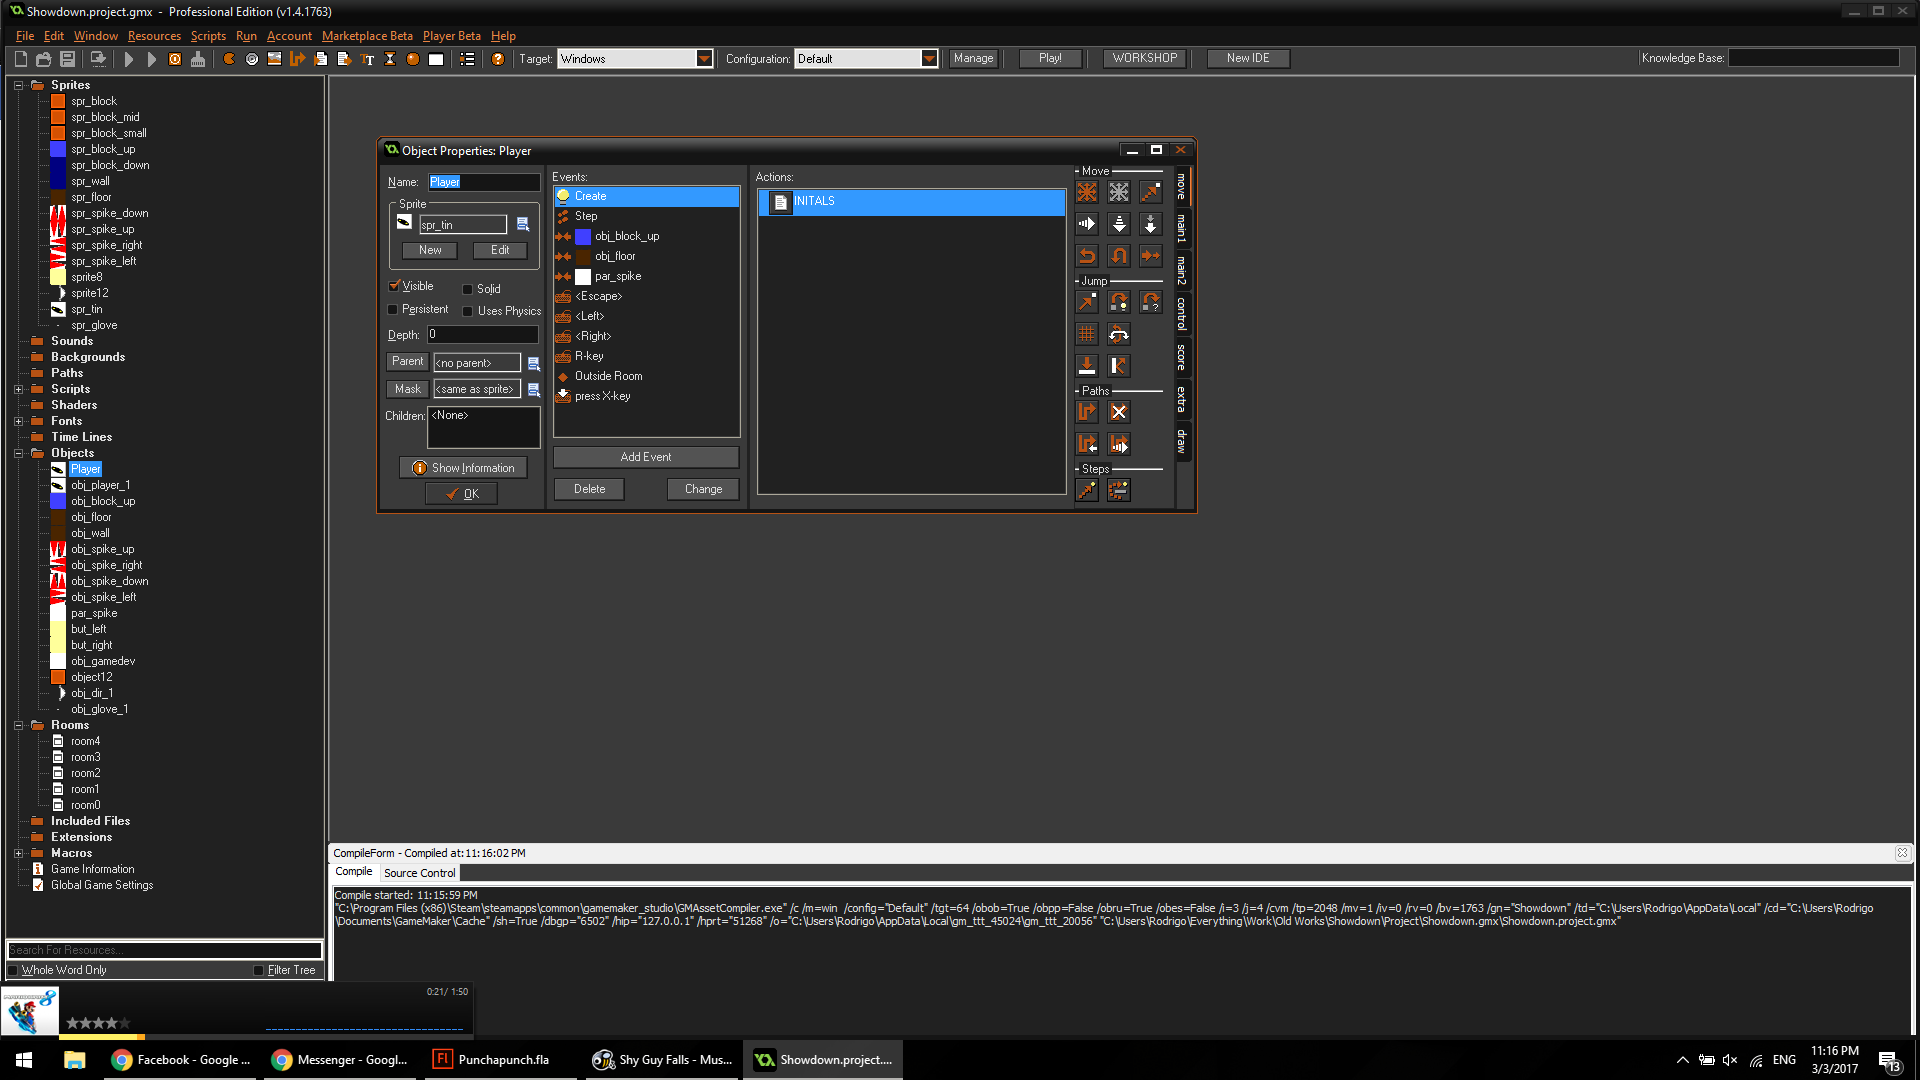 Showdown.project.gmx - Professional Edition (v1.4.1763)
File Edit Window Resources Scripts Run Account Marketplace Beta Player Beta Help
Target: Windows Configuration: Default Manage Play! WORKSHOP New IDE Knowledge Base:
Sprites
spr_block
spr_block_mid
spr_block_small
spr_block_up
spr_block_down
spr_wall
spr_floor
spr_spike_down
spr_spike_up
spr_spike_right
spr_spike_left
sprite8
sprite12
spr_tin
spr_glove
Sounds
Backgrounds
Paths
Scripts
Shaders
Fonts
Time Lines
Objects
Player
obj_player_1
obj_block_up
obj_floor
obj_wall
obj_spike_up
obj_spike_right
obj_spike_down
obj_spike_left
par_spike
but_left
but_right
obj_gamedev
object12
obj_dir_1
obj_glove_1
Rooms
room4
room3
room2
room1
room0
Included Files
Extensions
Macros
Game Information
Global Game Settings
Search For Resources...
Whole Word Only Filter Tree
Object Properties: Player
Name: Player
Sprite
spr_tin
New Edit
Visible Solid
Persistent Uses Physics
Depth: 0
Parent <no parent>
Mask <same as sprite>
Children: <None>
Show Information
OK
Events:
Create
Step
obj_block_up
obj_floor
par_spike
<Escape>
<Left>
<Right>
R-key
Outside Room
press X-key
Add Event
Delete Change
Actions:
INITALS
Move
Jump
Paths
Steps
move
main1
main2
control
score
extra
draw
CompileForm - Compiled at:11:16:02 PM
Compile Source Control
Compile started: 11:15:59 PM
"C:\Program Files (x86)\Steam\steamapps\common\gamemaker_studio\GMAssetCompiler.exe" /c /m=win /config="Default" /tgt=64 /obob=True /obpp=False /obru=True /obes=False /i=3 /j=4 /cvm /tp=2048 /mv=1 /iv=0 /rv=0 /bv=1763 /gn="Showdown" /td="C:\Users\Rodrigo\AppData\Local" /cd="C:\Users\Rodrigo
\Documents\GameMaker\Cache" /sh=True /dbgp="6502" /hip="127.0.0.1" /hprt="51268" /o="C:\Users\Rodrigo\AppData\Local\gm_ttt_45024\gm_ttt_20056" "C:\Users\Rodrigo\Everything\Work\Old Works\Showdown\Project\Showdown.gmx\Showdown.project.gmx"
0:21/ 1:50
Facebook - Google ... Messenger - Googl... Fl Punchapunch.fla Shy Guy Falls - Mus... Showdown.project....
ENG
11:16 PM
3/3/2017
13